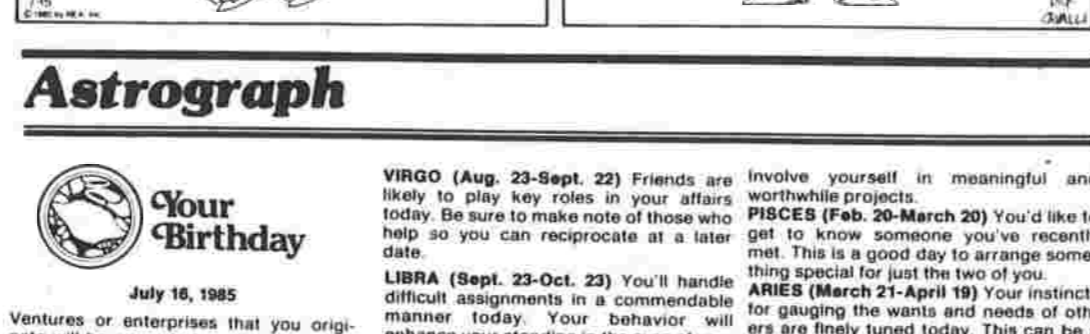 © 1985 by NEA, Inc.
Astrograph
Your
Birthday
July 16, 1985
Ventures or enterprises that you origi-
VIRGO (Aug. 23-Sept. 22) Friends are
likely to play key roles in your affairs
today. Be sure to make note of those who
help so you can reciprocate at a later
date.
LIBRA (Sept. 23-Oct. 23) You'll handle
difficult assignments in a commendable
manner today. Your behavior will
Involve yourself in meaningful and
worthwhile projects.
PISCES (Feb. 20-March 20) You'd like t
get to know someone you've recentl
met. This is a good day to arrange some
thing special for just the two of you.
ARIES (March 21-April 19) Your instinct
for gauging the wants and needs of oth
ers are finely tuned today. This can